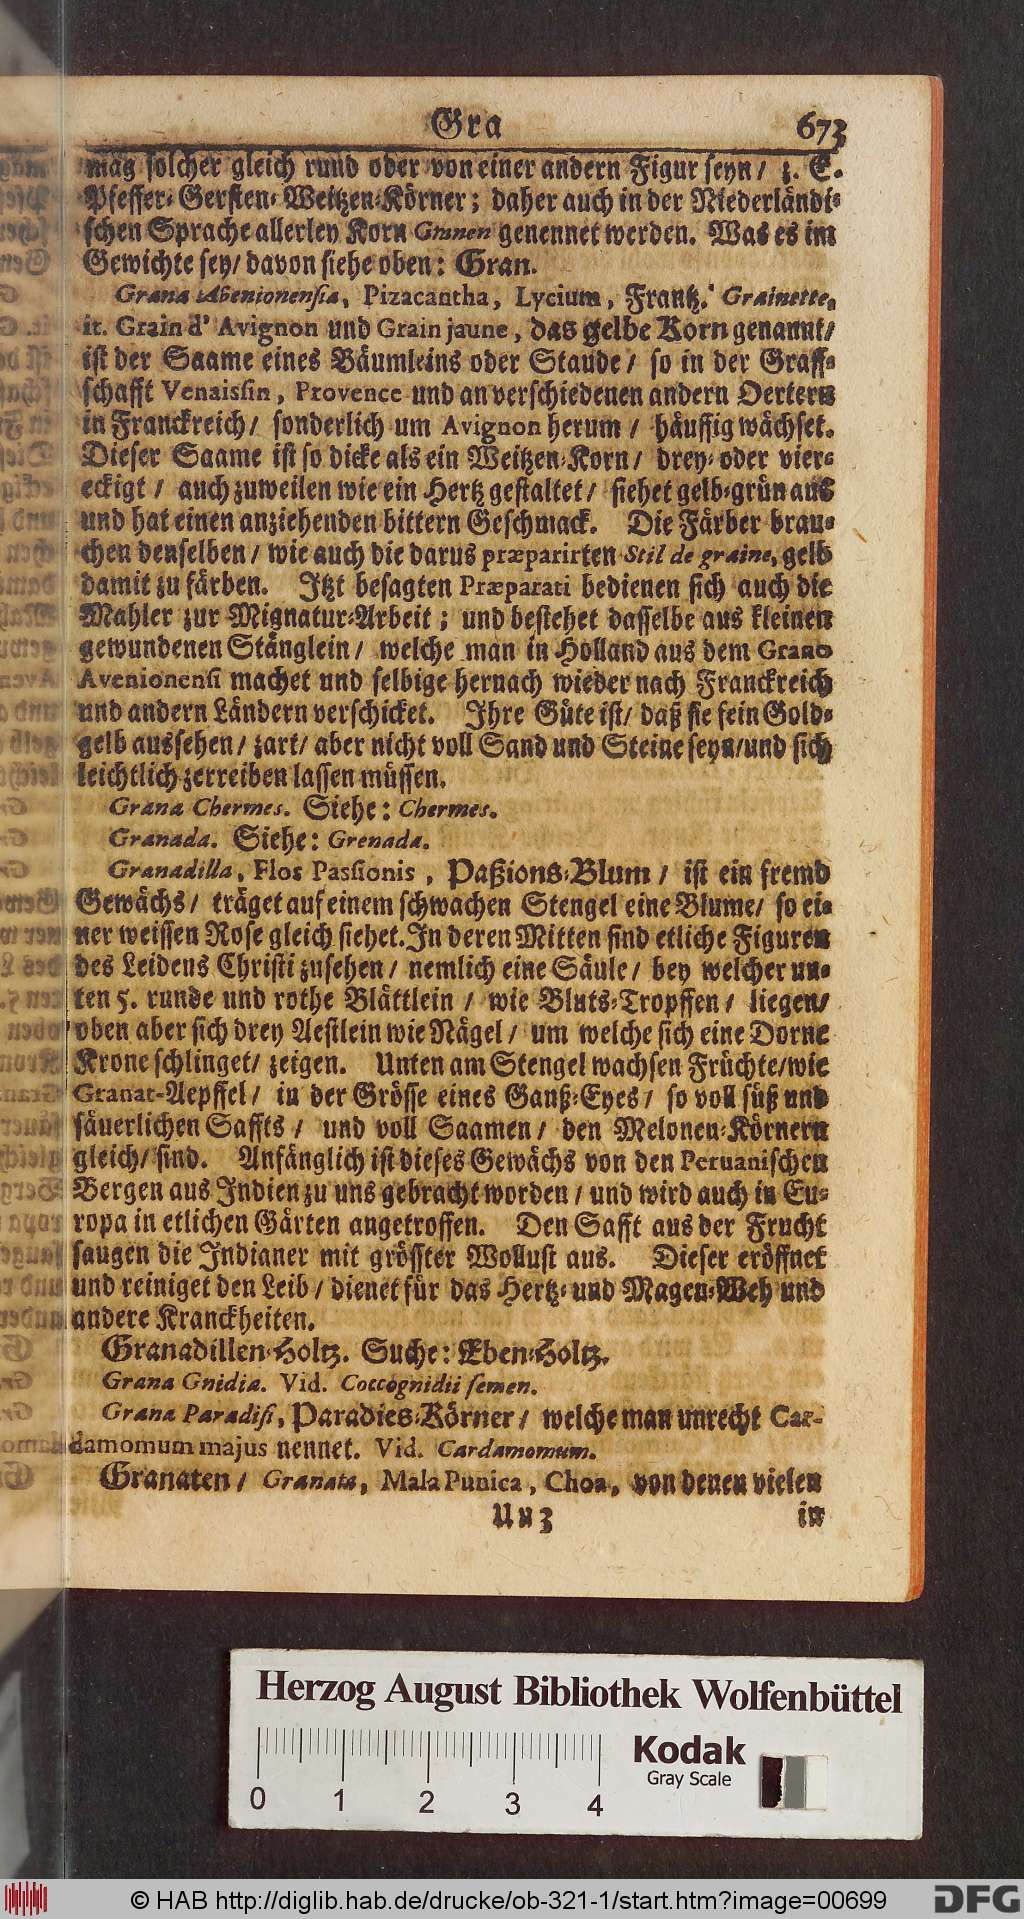 Gra 673
mag solcher gleich rund oder von einer andern Figur seyn/ z. E.
Pfeffer- Gersten- Weitzen-Körner; daher auch in der Niederländi-
schen Sprache allerley Korn Granen genennet werden. Was es im
Gewichte sey/ davon siehe oben: Gran.
Grana Abenionensia, Pizacantha, Lycium, Frantz. Grainette,
it. Grain d' Avignon und Grain jaune, das gelbe Korn genannt/
ist der Saame eines Bäumleins oder Staude/ so in der Graff-
schafft Venaissin, Provence und an verschiedenen andern Oertern
in Franckreich/ sonderlich um Avignon herum/ häuffig wächset.
Dieser Saame ist so dicke als ein Weitzen-Korn/ drey- oder vier-
eckigt/ auch zuweilen wie ein Hertz gestaltet/ siehet gelb-grün aus
und hat einen anziehenden bittern Geschmack. Die Färber brau-
chen denselben/ wie auch die darus præparirten Stil de graine, gelb
damit zu färben. Itzt besagten Præparati bedienen sich auch die
Mahler zur Mignatur-Arbeit; und bestehet dasselbe aus kleinen
gewundenen Stänglein/ welche man in Holland aus dem Grano
Avenionensi machet und selbige hernach wieder nach Franckreich
und andern Ländern verschicket. Ihre Güte ist/ daß sie fein Gold-
gelb aussehen/ zart/ aber nicht voll Sand und Steine seyn/und sich
leichtlich zerreiben lassen müssen.
Grana Chermes. Siehe: Chermes.
Granada. Siehe: Grenada.
Granadilla, Flos Passionis, Paßions-Blum/ ist ein fremd
Gewächs/ träget auf einem schwachen Stengel eine Blume/ so ei-
ner weissen Rose gleich siehet. In deren Mitten sind etliche Figuren
des Leidens Christi zusehen/ nemlich eine Säule/ bey welcher un-
ten 5. runde und rothe Blättlein/ wie Bluts-Tropffen/ liegen/
oben aber sich drey Aestlein wie Nägel/ um welche sich eine Dorne
Krone schlinget/ zeigen. Unten am Stengel wachsen Früchte/wie
Granat-Aepffel/ in der Grösse eines Ganß-Eyes/ so voll süß und
säuerlichen Saffts/ und voll Saamen/ den Melonen-Körnern
gleich/ sind. Anfänglich ist dieses Gewächs von den Peruanischen
Bergen aus Indien zu uns gebracht worden/ und wird auch in Eu-
ropa in etlichen Gärten angetroffen. Den Safft aus der Frucht
saugen die Indianer mit grösster Wollust aus. Dieser eröffnet
und reiniget den Leib/ dienet für das Hertz- und Magen-Weh und
andere Kranckheiten.
Granadillen-Holtz. Suche: Eben-Holtz.
Grana Gnidia. Vid. Coccognidii semen.
Grana Paradisi, Paradies-Körner/ welche man unrecht Car-
damomum majus nennet. Vid. Cardamomum.
Granaten/ Granata, Mala Punica, Choa, von denen vielen
Uu 3 in
Herzog August Bibliothek Wolfenbüttel
Kodak
Gray Scale
0 1 2 3 4
© HAB http://diglib.hab.de/drucke/ob-321-1/start.htm?image=00699
DFG